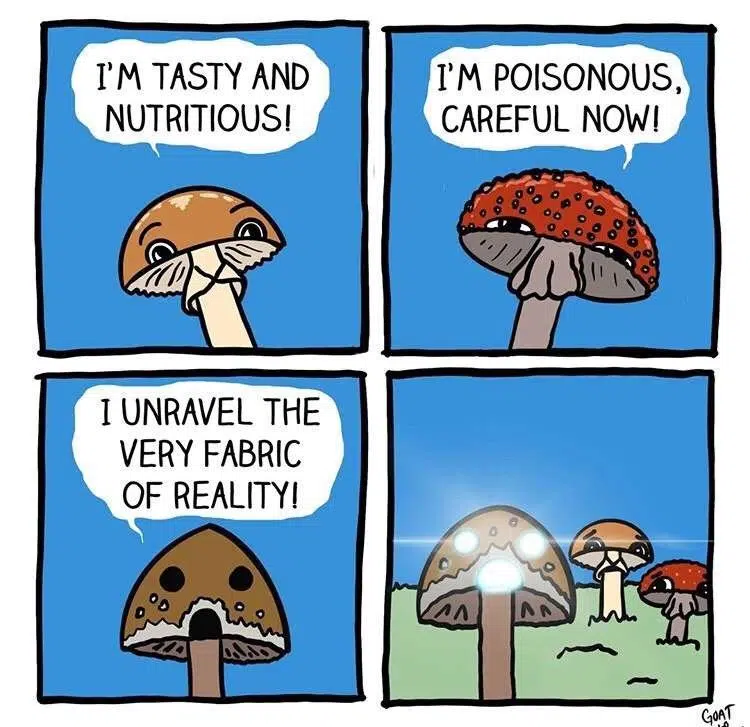 I'M TASTY AND
NUTRITIOUS!
I'M POISONOUS,
CAREFUL NOW!
I UNRAVEL THE
VERY FABRIC
OF REALITY!
GOAT